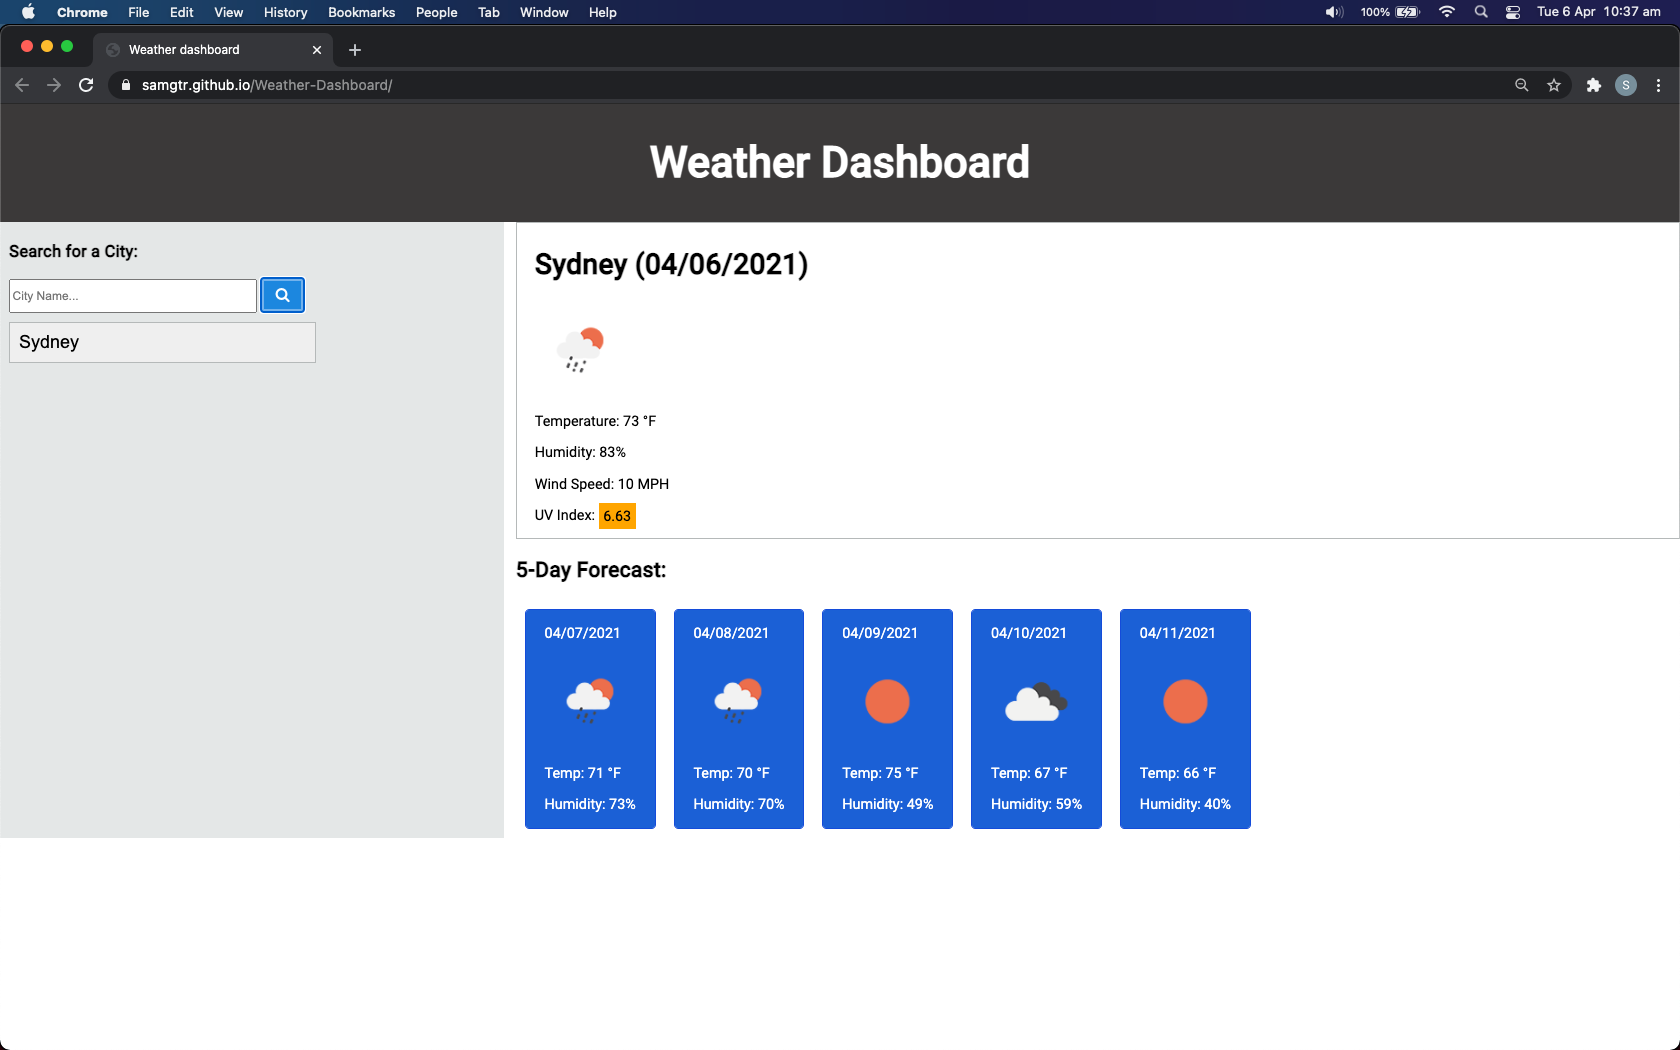 Chrome File Edit View History Bookmarks People Tab Window Help 100% Tue 6 Apr 10:37 am
Weather dashboard
samgtr.github.io/Weather-Dashboard/ S
Weather Dashboard
Search for a City:
City Name...
Sydney
Sydney (04/06/2021)
Temperature: 73 °F
Humidity: 83%
Wind Speed: 10 MPH
UV Index: 6.63
5-Day Forecast:
04/07/2021
Temp: 71 °F
Humidity: 73%
04/08/2021
Temp: 70 °F
Humidity: 70%
04/09/2021
Temp: 75 °F
Humidity: 49%
04/10/2021
Temp: 67 °F
Humidity: 59%
04/11/2021
Temp: 66 °F
Humidity: 40%